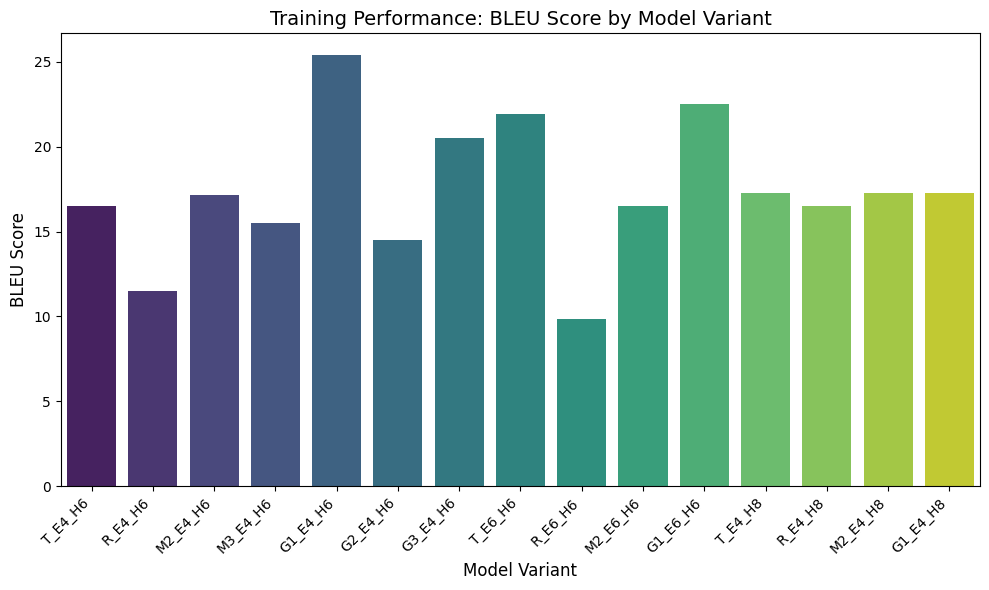 Training Performance: BLEU Score by Model Variant
BLEU Score
25
20
15
10
5
0
T_E4_H6
R_E4_H6
M2_E4_H6
M3_E4_H6
G1_E4_H6
G2_E4_H6
G3_E4_H6
T_E6_H6
R_E6_H6
M2_E6_H6
G1_E6_H6
T_E4_H8
R_E4_H8
M2_E4_H8
G1_E4_H8
Model Variant